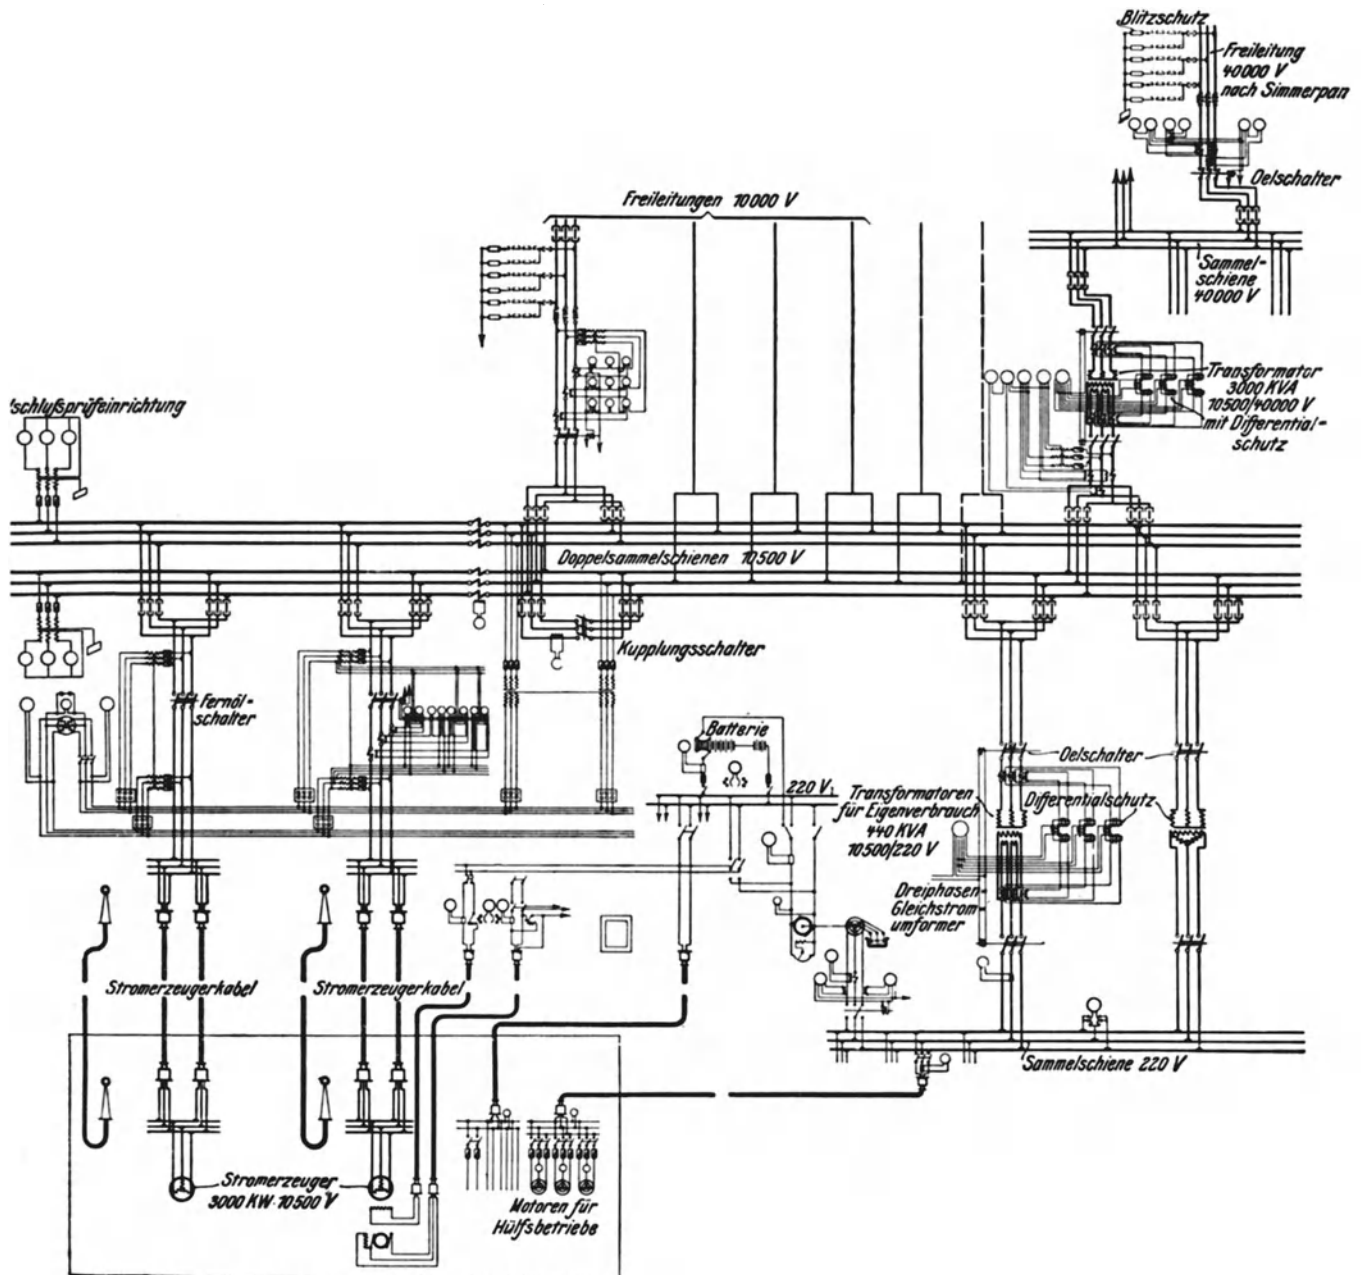 Blitzschutz
Freileitung
40000 V
nach Simmerpan
Oelschalter
Freileitungen 10000 V
Sammel-
schiene
40000 V
Transformator
3000 KVA
10500/40000 V
mit Differential-
schutz
schlußprüfeinrichtung
Doppelsammelschienen 10500 V
Kupplungsschalter
Fernöl-
schalter
Batterie
220 V
Oelschalter
Transformatoren
für Eigenverbrauch
440 KVA
10500/220 V
Differentialschutz
Dreiphasen
Gleichstrom
umformer
Stromerzeugerkabel
Stromerzeugerkabel
Sammelschiene 220 V
Stromerzeuger
3000 KW·10500 V
Motoren für
Hülfsbetriebe